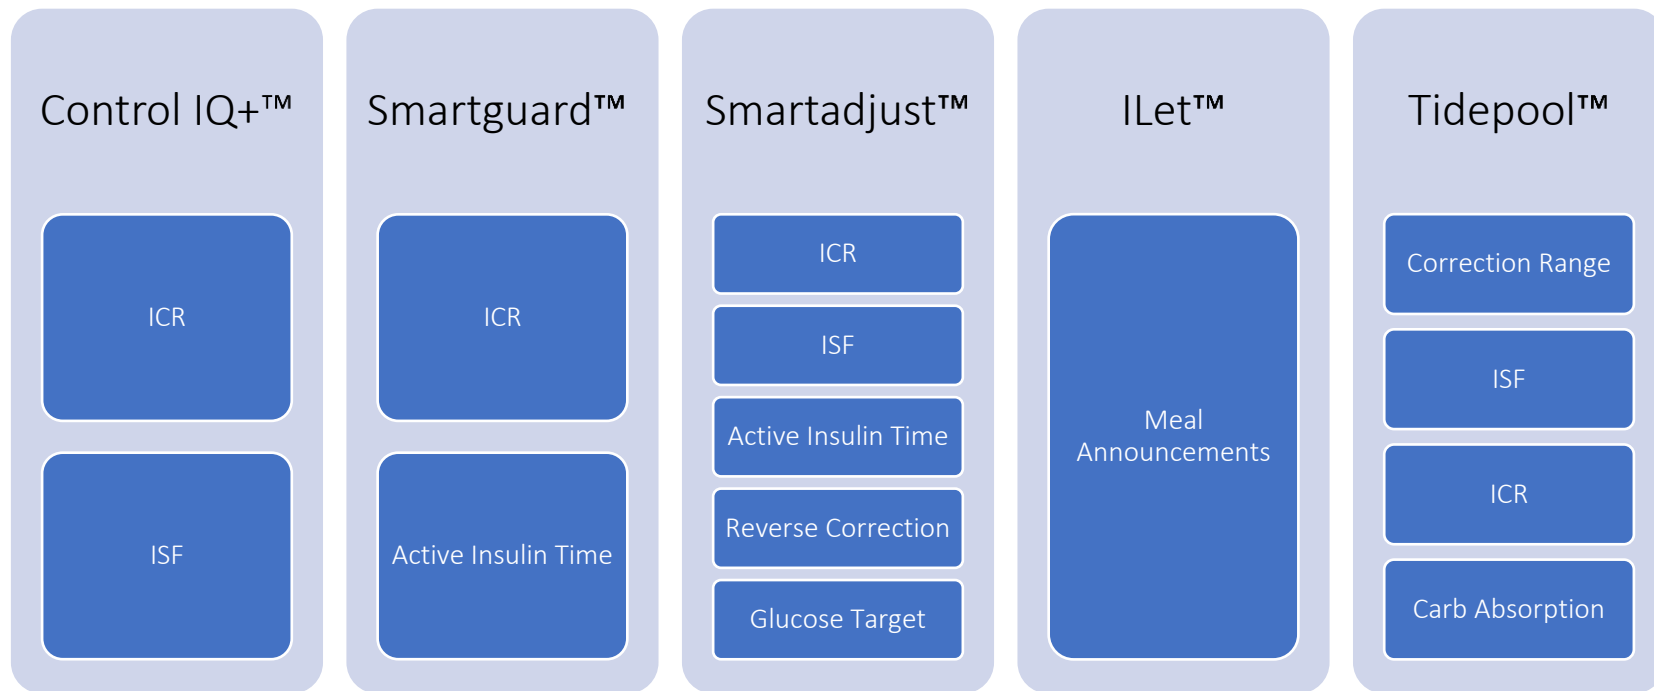 Control IQ+™
ICR
ISF
Smartguard™
ICR
Active Insulin Time
Smartadjust™
ICR
ISF
Active Insulin Time
Reverse Correction
Glucose Target
ILet™
Meal
Announcements
Tidepool™
Correction Range
ISF
ICR
Carb Absorption